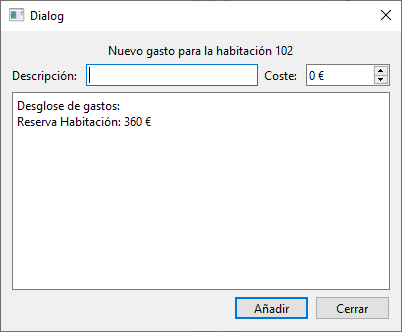 Dialog
Nuevo gasto para la habitación 102
Descripción: Coste: 0 €
Desglose de gastos:
Reserva Habitación: 360 €
Añadir Cerrar